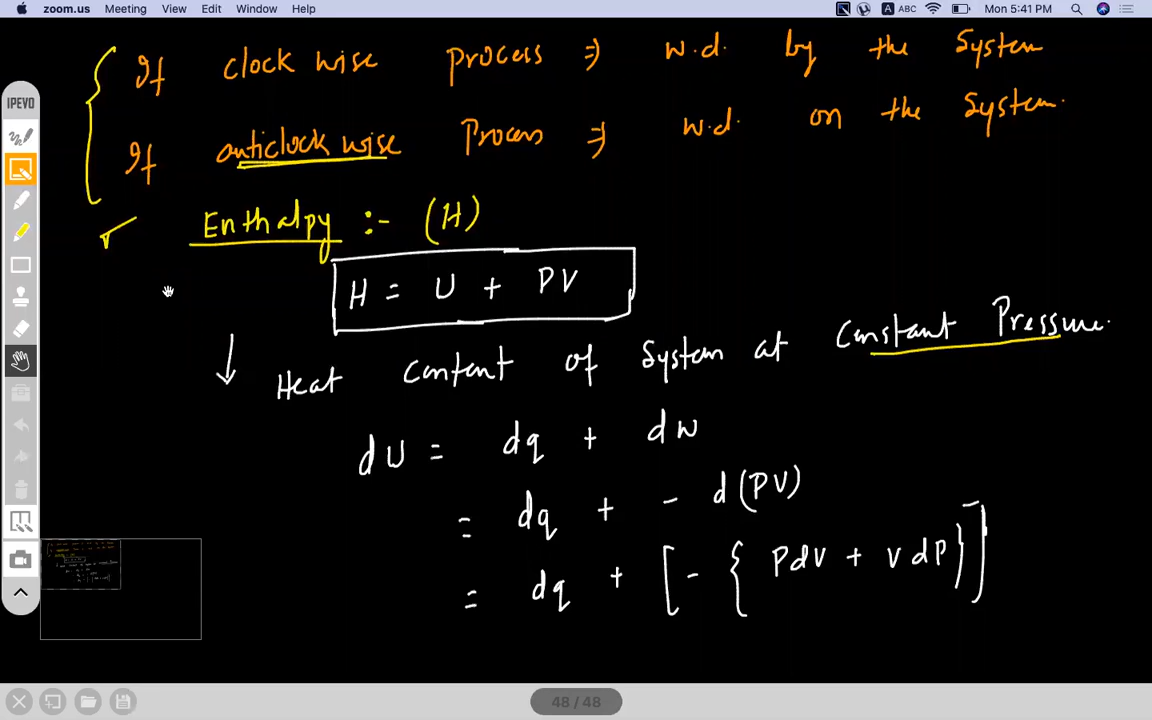 zoom.us Meeting View Edit Window Help A ABC Mon 5:41 PM
If clock wise process ⇒ w.d. by the System
IPEVO
If anticlock wise Process ⇒ w.d. on the System.
Enthalpy :- (H)
H = U + PV
↓ Heat content of System at Constant Pressure.
dU = dq + dw
= dq + - d(PV)
= dq + [- { PdV + VdP}]
48 / 48